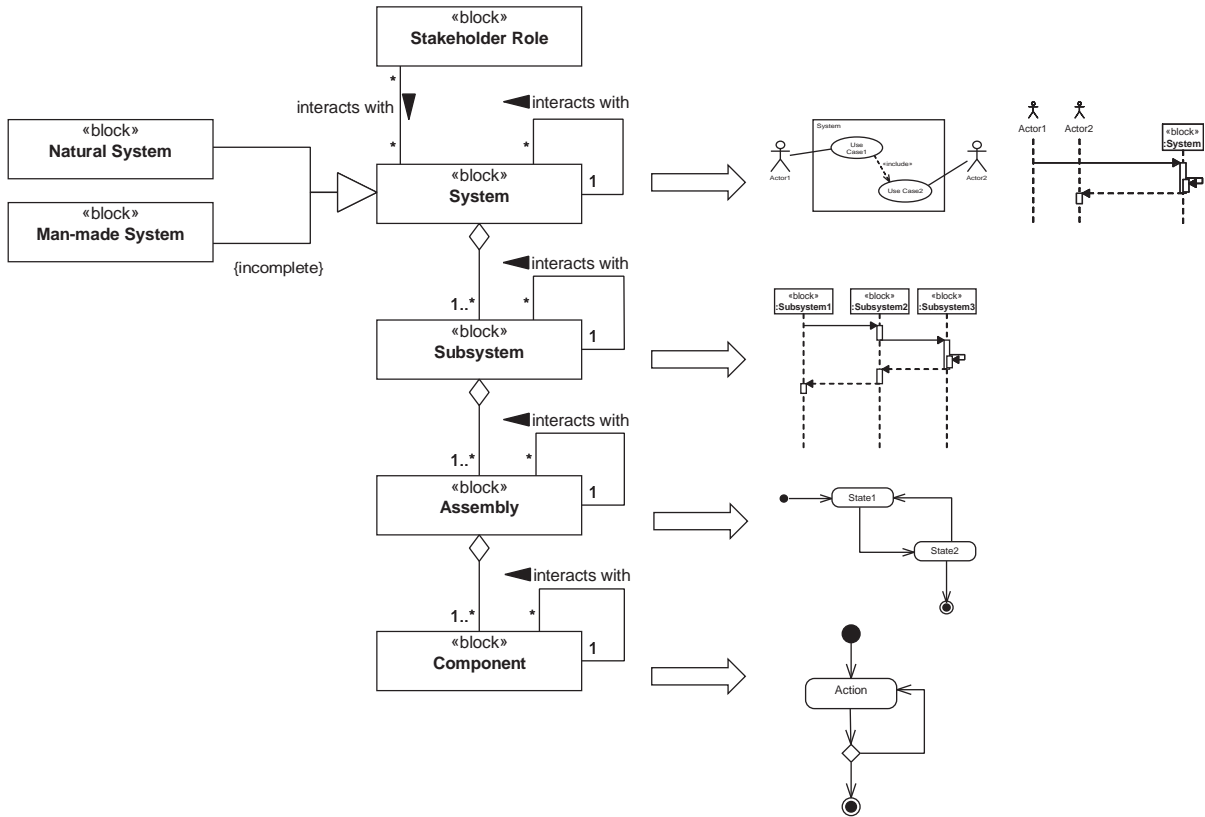 «block»
Stakeholder Role
*
interacts with
*
interacts with
*
1
«block»
Natural System
«block»
Man-made System
{incomplete}
«block»
System
System
Use
Case1
«include»
Use Case2
Actor1
Actor2
Actor1
Actor2
«block»
:System
interacts with
1..*
*
1
«block»
Subsystem
«block»
:Subsystem1
«block»
:Subsystem2
«block»
:Subsystem3
interacts with
1..*
*
1
«block»
Assembly
State1
State2
interacts with
1..*
*
1
«block»
Component
Action